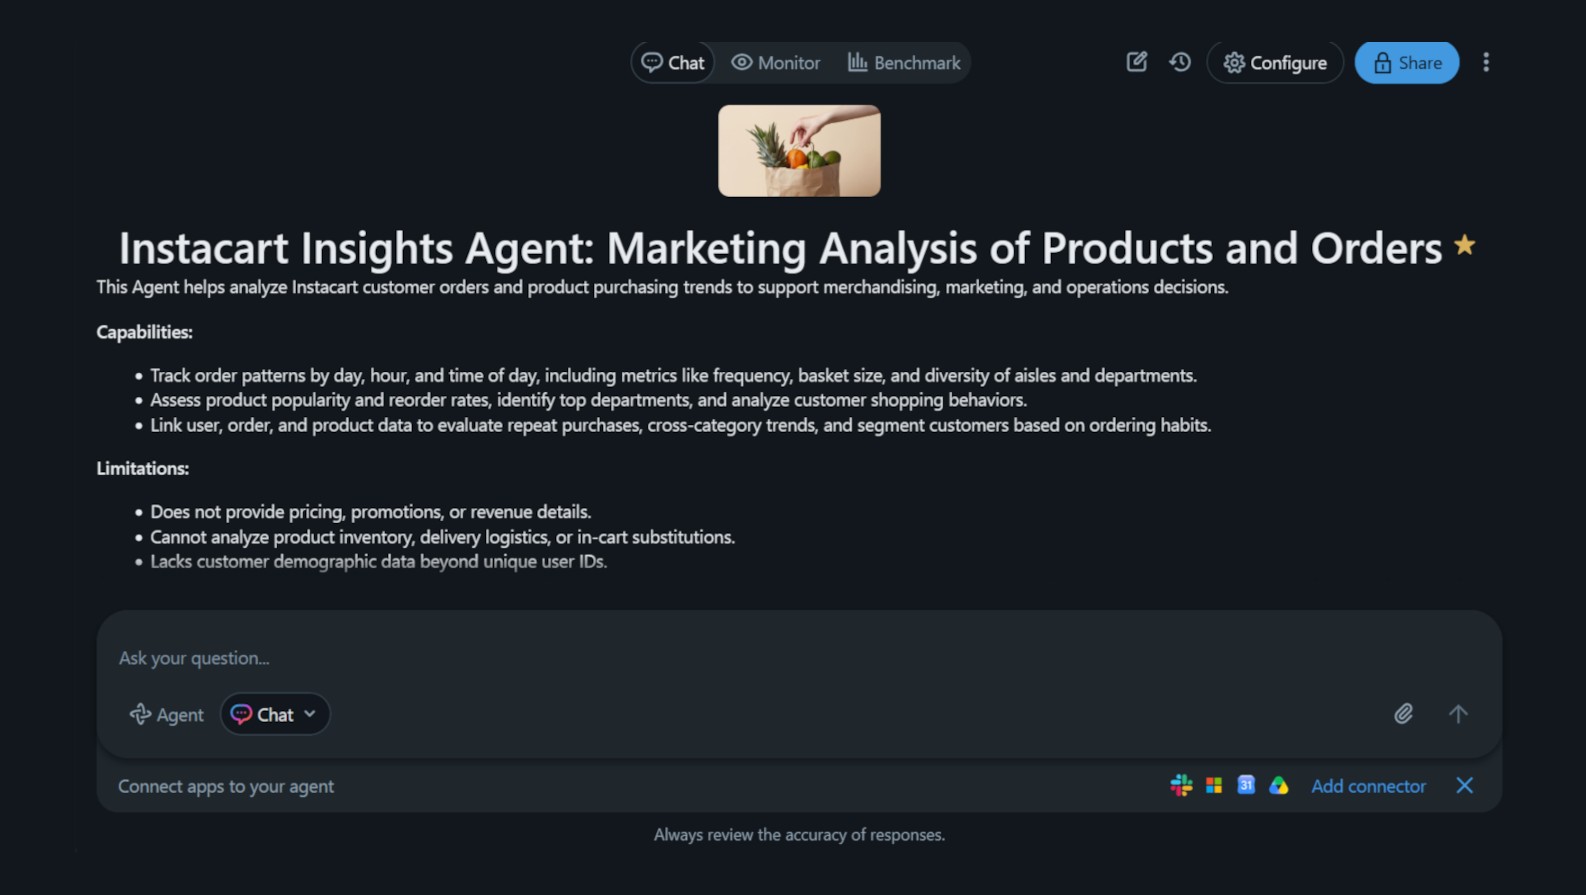 Chat Monitor Benchmark Configure Share
Instacart Insights Agent: Marketing Analysis of Products and Orders
This Agent helps analyze Instacart customer orders and product purchasing trends to support merchandising, marketing, and operations decisions.
Capabilities:
• Track order patterns by day, hour, and time of day, including metrics like frequency, basket size, and diversity of aisles and departments.
• Assess product popularity and reorder rates, identify top departments, and analyze customer shopping behaviors.
• Link user, order, and product data to evaluate repeat purchases, cross-category trends, and segment customers based on ordering habits.
Limitations:
• Does not provide pricing, promotions, or revenue details.
• Cannot analyze product inventory, delivery logistics, or in-cart substitutions.
• Lacks customer demographic data beyond unique user IDs.
Ask your question...
Agent Chat
Connect apps to your agent 31 Add connector
Always review the accuracy of responses.